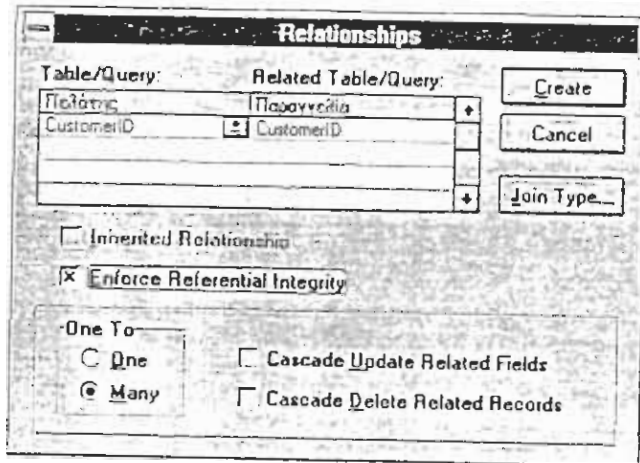 Relationships
Table/Query: Related Table/Query:
Πελάτης Παραγγελία
CustomerID CustomerID
Create
Cancel
Join Type...
Inherited Relationship
Enforce Referential Integrity
One To
One
Many
Cascade Update Related Fields
Cascade Delete Related Records